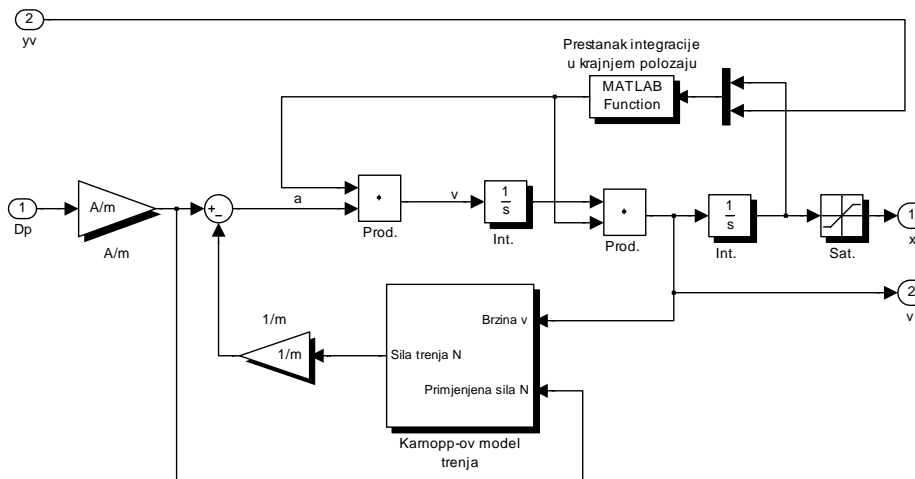 2
yv
Prestanak integracije
u krajnjem polozaju
MATLAB
Function
1
Dp
A/m
A/m
+
−
a
Prod.
v
1
s
Int.
Prod.
1
s
Int.
Sat.
1
x
2
v
1/m
1/m
Brzina v
Sila trenja N
Primjenjena sila N
Karnopp-ov model
trenja